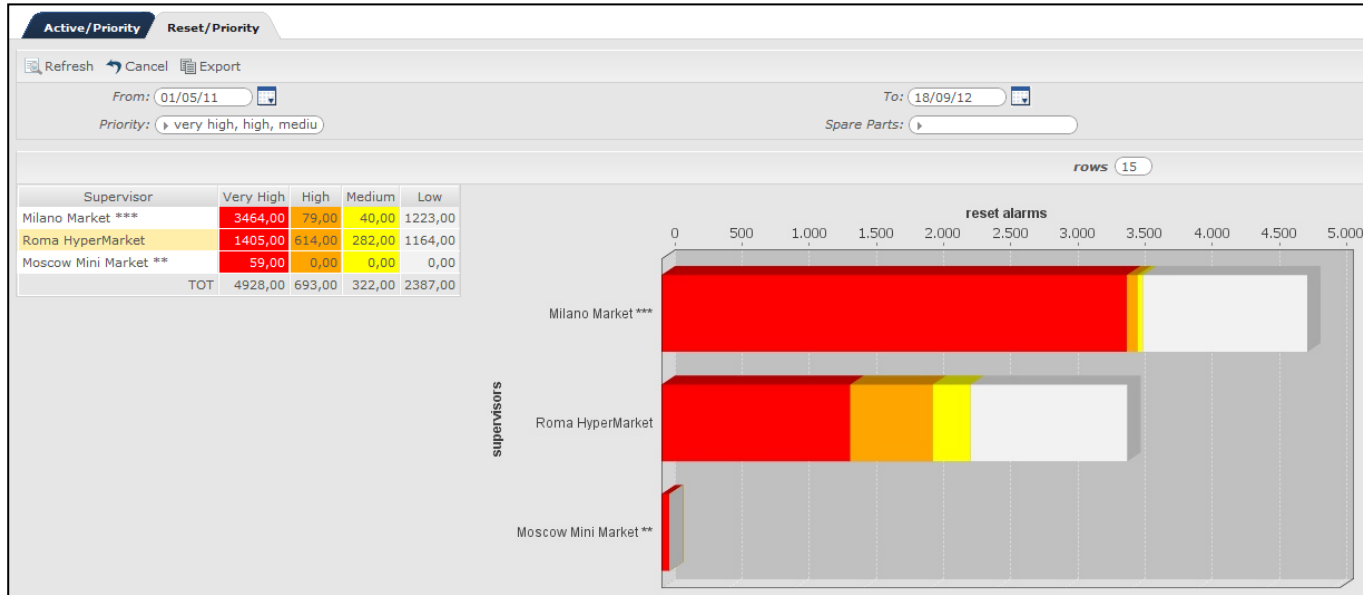 Active/Priority Reset/Priority
Refresh Cancel Export
From: 01/05/11 To: 18/09/12
Priority: very high, high, mediu Spare Parts:
rows 15
Supervisor Very High High Medium Low
Milano Market *** 3464,00 79,00 40,00 1223,00
Roma HyperMarket 1405,00 614,00 282,00 1164,00
Moscow Mini Market ** 59,00 0,00 0,00 0,00
TOT 4928,00 693,00 322,00 2387,00
reset alarms
0 500 1.000 1.500 2.000 2.500 3.000 3.500 4.000 4.500 5.000
supervisors
Milano Market ***
Roma HyperMarket
Moscow Mini Market **